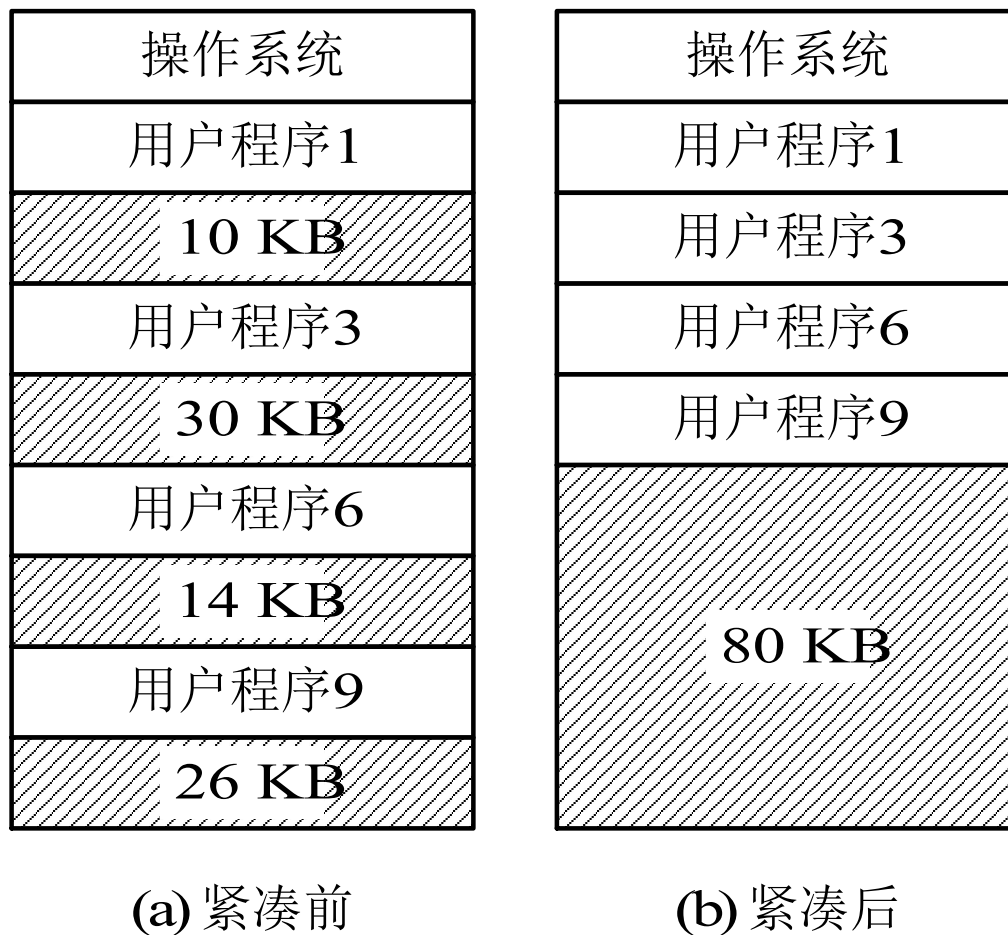 操作系统
用户程序1
10 KB
用户程序3
30 KB
用户程序6
14 KB
用户程序9
26 KB
(a) 紧凑前
操作系统
用户程序1
用户程序3
用户程序6
用户程序9
80 KB
(b) 紧凑后